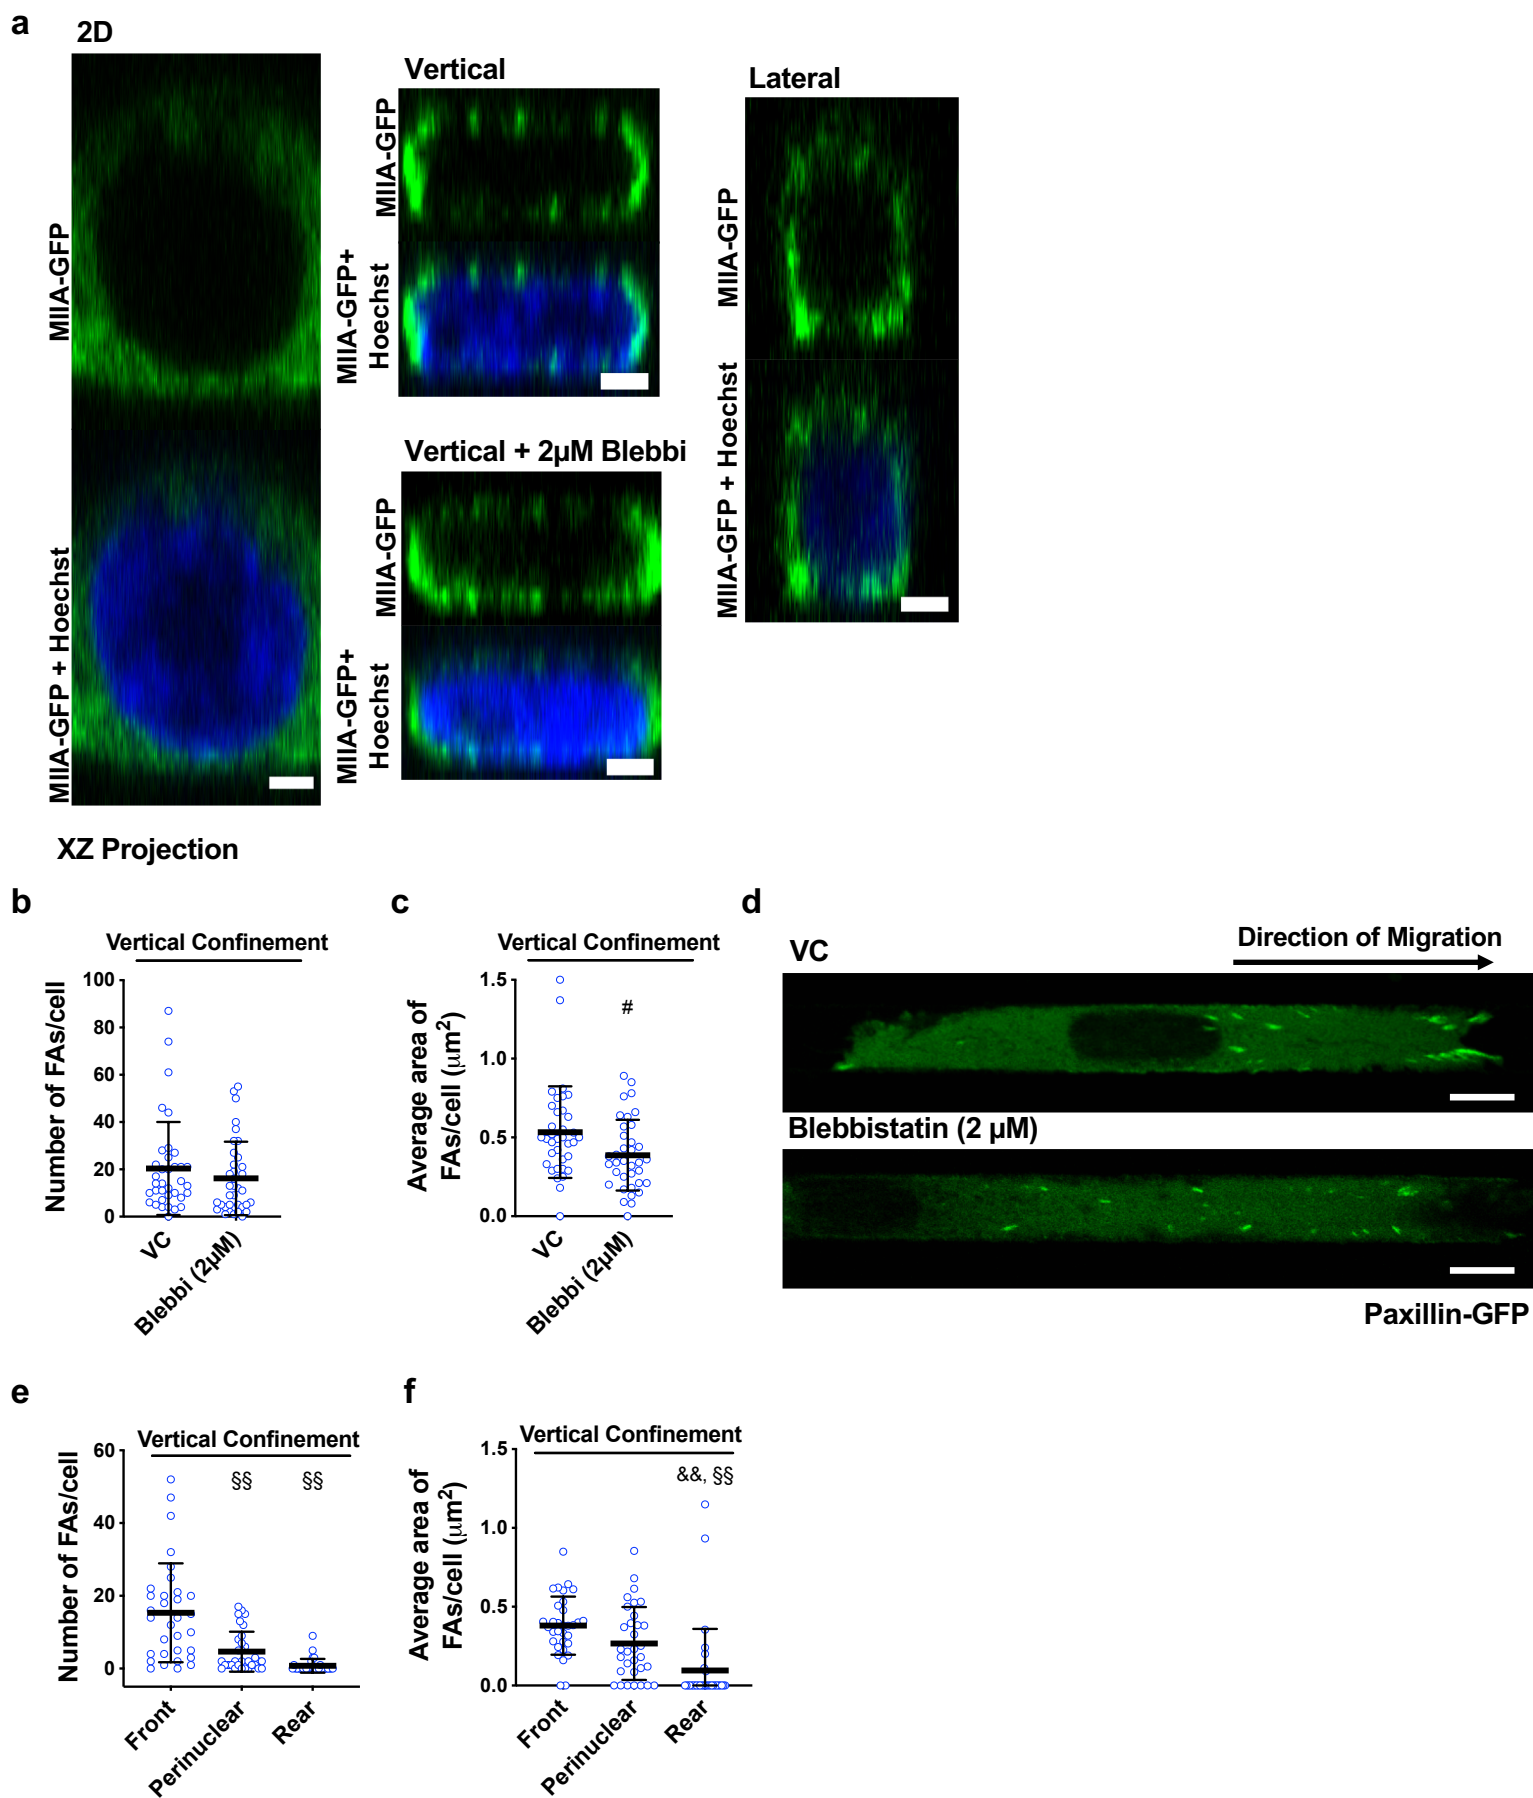 a
2D
Vertical
Lateral
MIIA-GFP
MIIA-GFP + Hoechst
MIIA-GFP
MIIA-GFP+
Hoechst
Vertical + 2µM Blebbi
MIIA-GFP
MIIA-GFP+
Hoechst
MIIA-GFP
MIIA-GFP + Hoechst
XZ Projection
b
Vertical Confinement
Number of FAs/cell
100
80
60
40
20
0
VC
Blebbi (2µM)
c
Vertical Confinement
Average area of
FAs/cell (µm²)
1.5
1.0
0.5
0.0
#
VC
Blebbi (2µM)
d
VC
Direction of Migration
Blebbistatin (2 µM)
Paxillin-GFP
e
Vertical Confinement
Number of FAs/cell
60
40
20
0
§§
§§
Front
Perinuclear
Rear
f
Vertical Confinement
Average area of
FAs/cell (µm²)
1.5
1.0
0.5
0.0
&&, §§
Front
Perinuclear
Rear